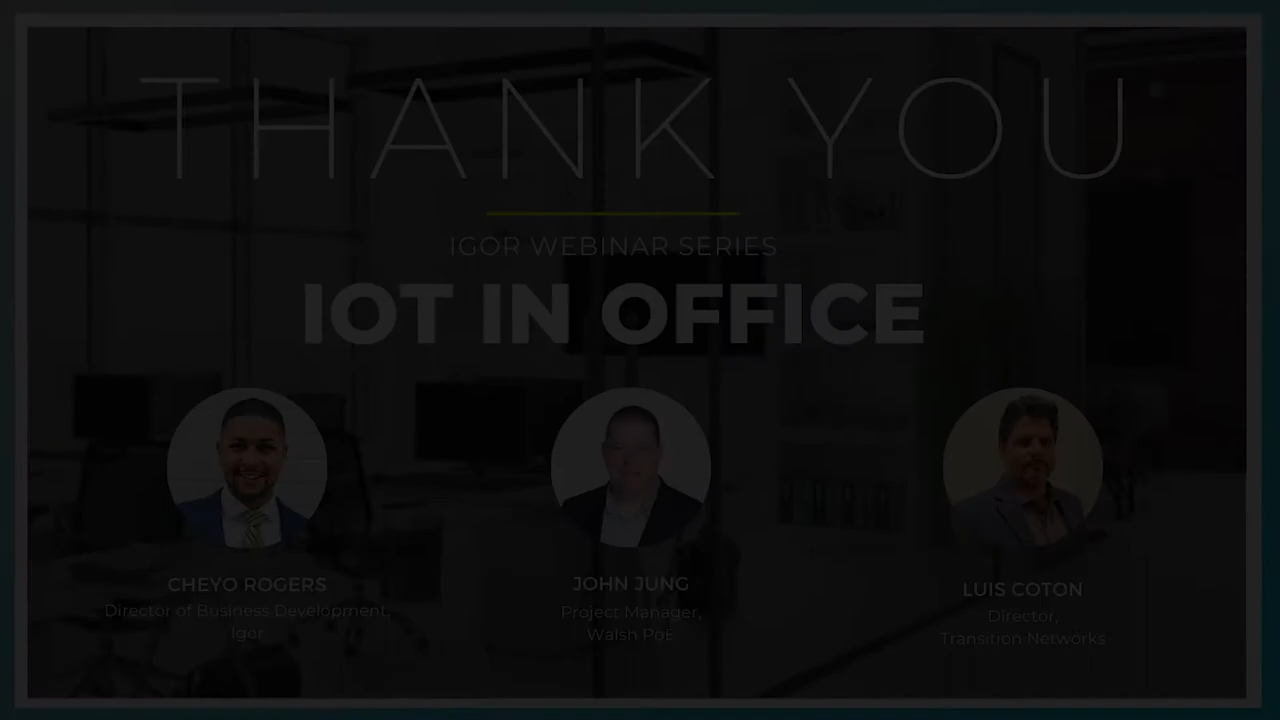 THANK YOU
IGOR WEBINAR SERIES
IOT IN OFFICE
CHEYO ROGERS
Director of Business Development,
Igor
JOHN JUNG
Project Manager,
Walsh PoE
LUIS COTON
Director,
Transition Networks